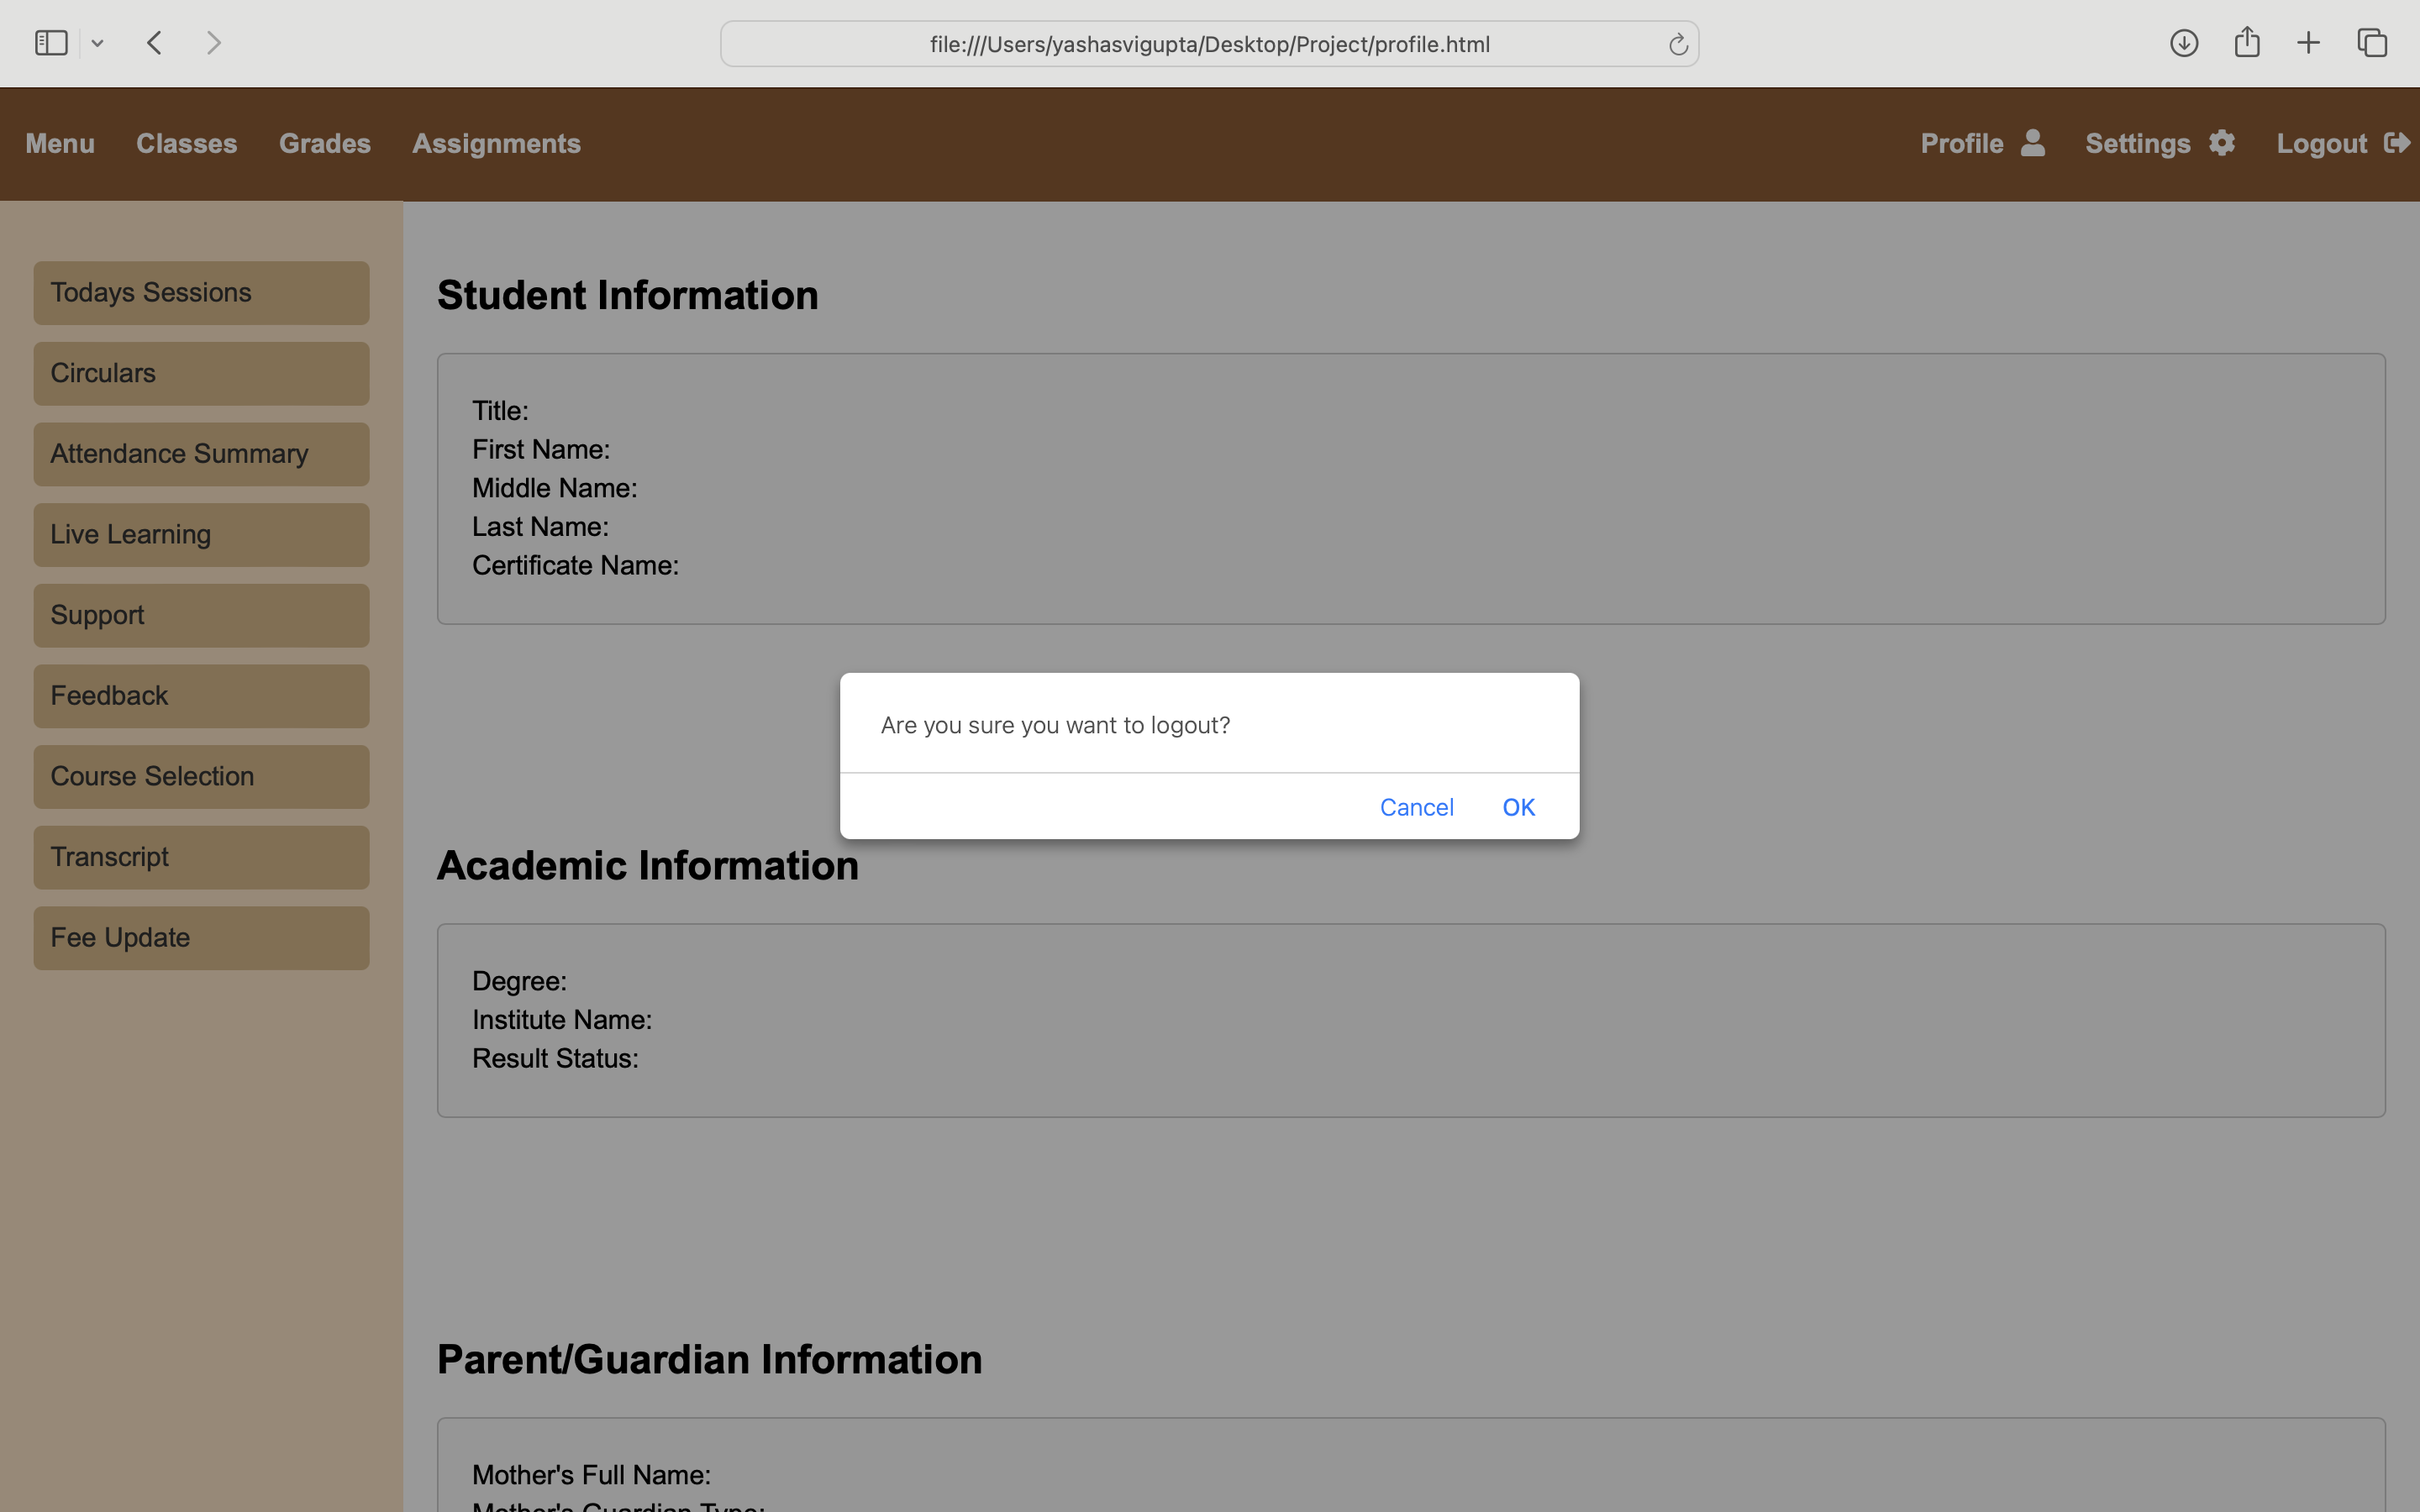 file:///Users/yashasvigupta/Desktop/Project/profile.html
Menu Classes Grades Assignments Profile Settings Logout
Todays Sessions
Circulars
Attendance Summary
Live Learning
Support
Feedback
Course Selection
Transcript
Fee Update
Student Information
Title:
First Name:
Middle Name:
Last Name:
Certificate Name:
Are you sure you want to logout?
Cancel OK
Academic Information
Degree:
Institute Name:
Result Status:
Parent/Guardian Information
Mother's Full Name:
Mother's Guardian Type: